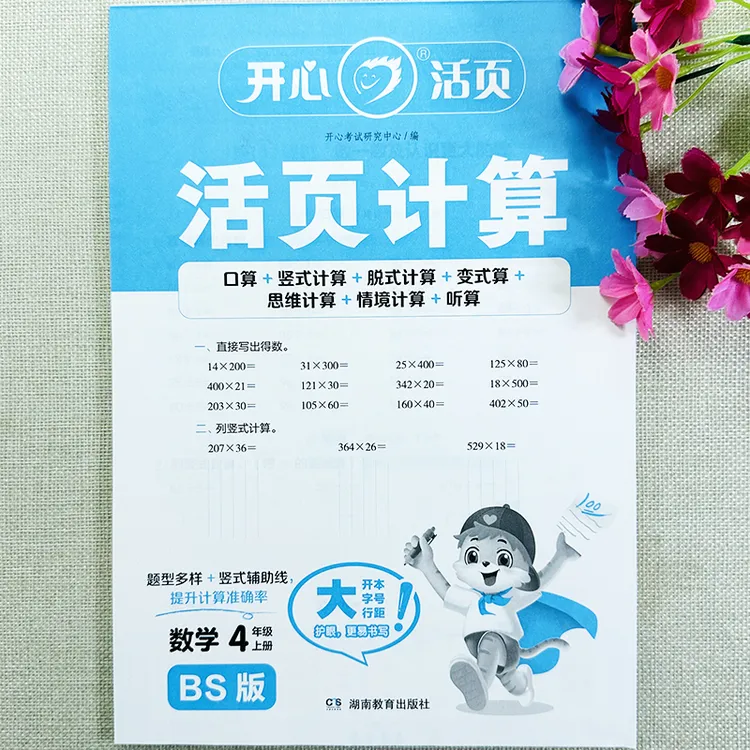 开心 ® 活页
开心考试研究中心/编
活页计算
口算+竖式计算+脱式计算+变式算+
思维计算+情境计算+听算
一、直接写出得数。
14×200= 31×300= 25×400= 125×80=
400×21= 121×30= 342×20= 18×500=
203×30= 105×60= 160×40= 402×50=
二、列竖式计算。
207×36= 364×26= 529×18=
100
题型多样+竖式辅助线,
提升计算准确率
大
开本
字号
行距
!
护眼,更易书写
数学 4 年级
上册
BS版
湖南教育出版社